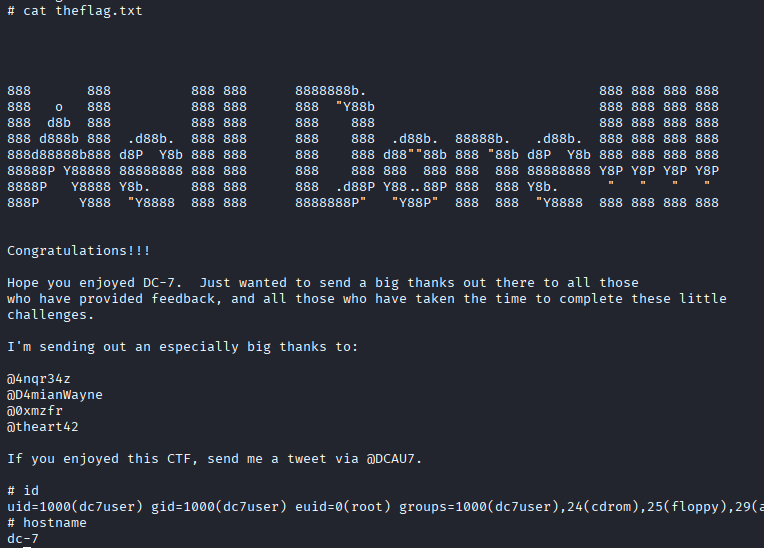 # cat theflag.txt
888       888          888 888      8888888b.                             888 888 888 888
888   o   888          888 888      888  "Y88b                            888 888 888 888
888  d8b  888          888 888      888    888                            888 888 888 888
888 d888b 888  .d88b.  888 888      888    888  .d88b.  88888b.   .d88b.  888 888 888 888
888d88888b888 d8P  Y8b 888 888      888    888 d88""88b 888 "88b d8P  Y8b 888 888 888 888
88888P Y88888 88888888 888 888      888    888 888  888 888  888 88888888 Y8P Y8P Y8P Y8P
8888P   Y8888 Y8b.     888 888      888  .d88P Y88..88P 888  888 Y8b.      "   "   "   "
888P     Y888  "Y8888  888 888      8888888P"   "Y88P"  888  888  "Y8888  888 888 888 888
Congratulations!!!
Hope you enjoyed DC-7.  Just wanted to send a big thanks out there to all those
who have provided feedback, and all those who have taken the time to complete these little
challenges.
I'm sending out an especially big thanks to:
@4nqr34z
@D4mianWayne
@0xmzfr
@theart42
If you enjoyed this CTF, send me a tweet via @DCAU7.
# id
uid=1000(dc7user) gid=1000(dc7user) euid=0(root) groups=1000(dc7user),24(cdrom),25(floppy),29(
# hostname
dc-7